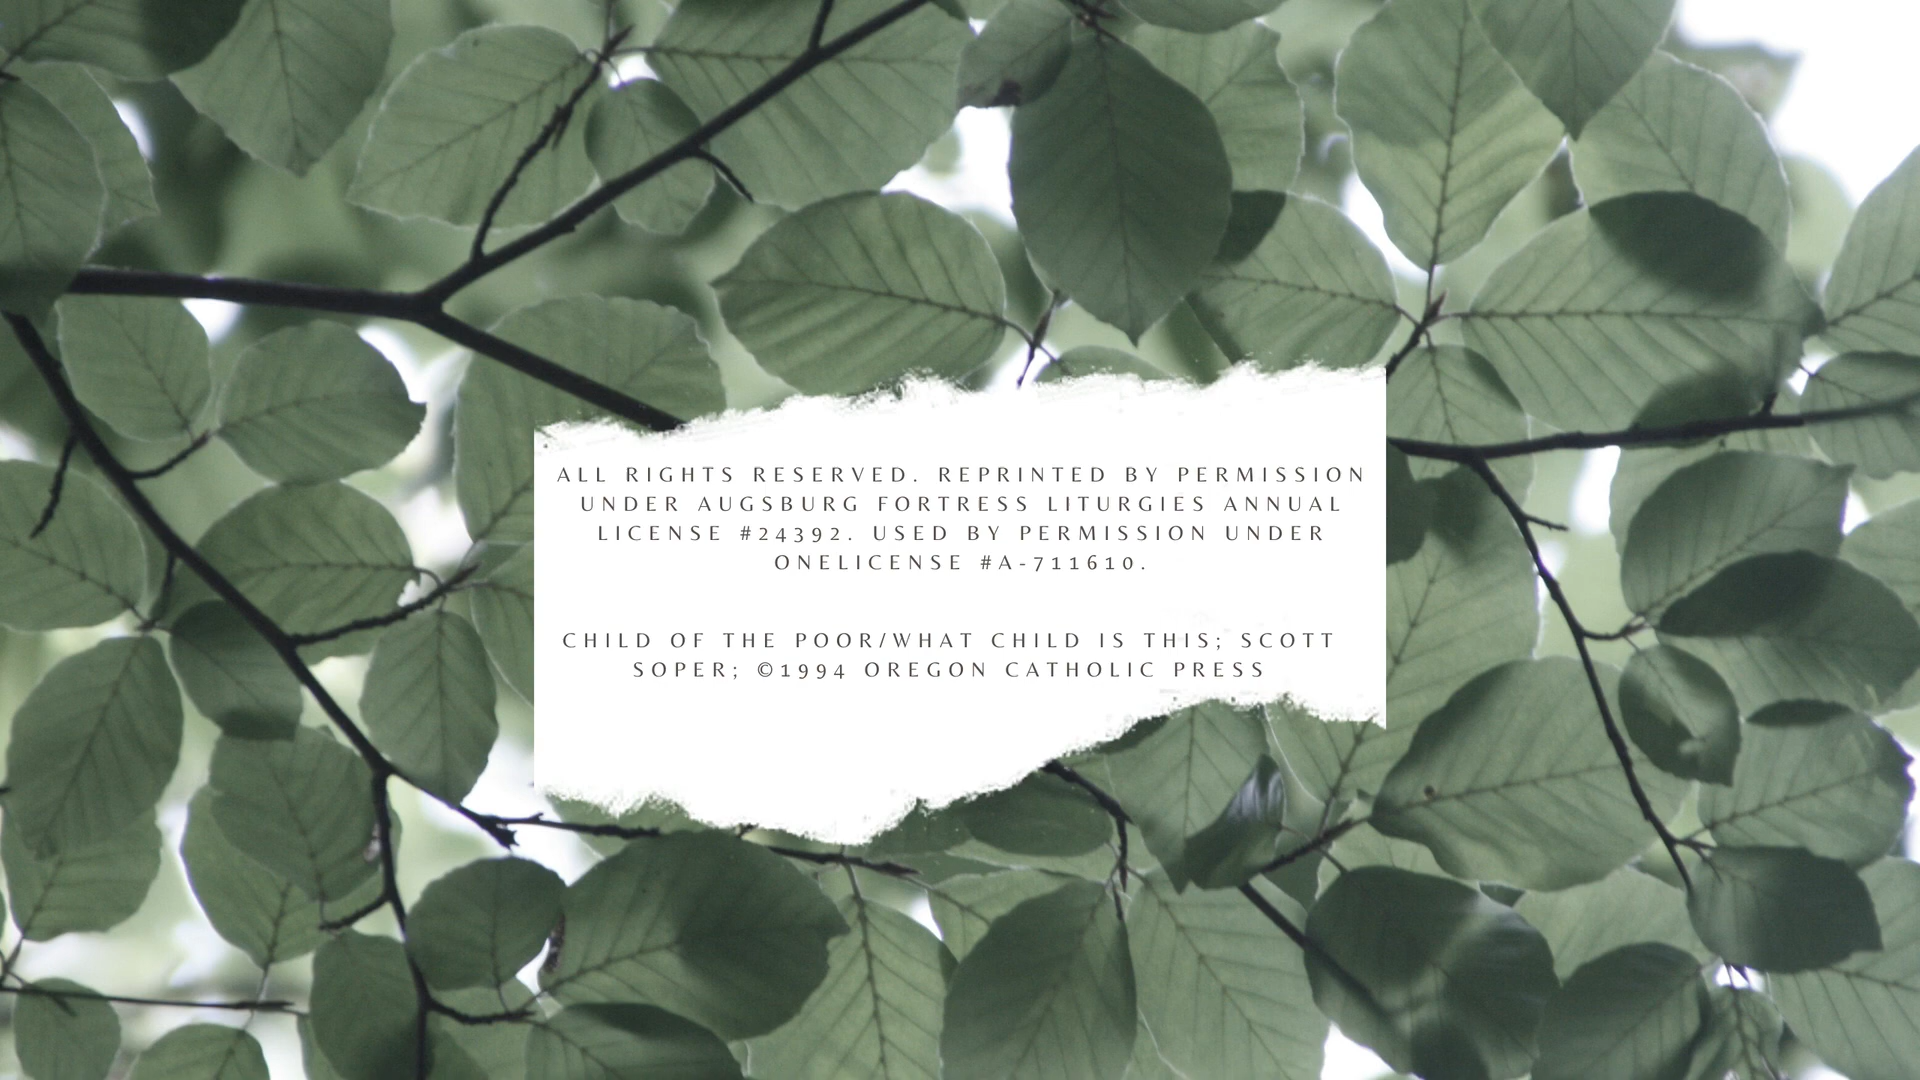 ALL RIGHTS RESERVED. REPRINTED BY PERMISSION
UNDER AUGSBURG FORTRESS LITURGIES ANNUAL
LICENSE #24392. USED BY PERMISSION UNDER
ONELICENSE #A-711610.
CHILD OF THE POOR/WHAT CHILD IS THIS; SCOTT
SOPER; ©1994 OREGON CATHOLIC PRESS